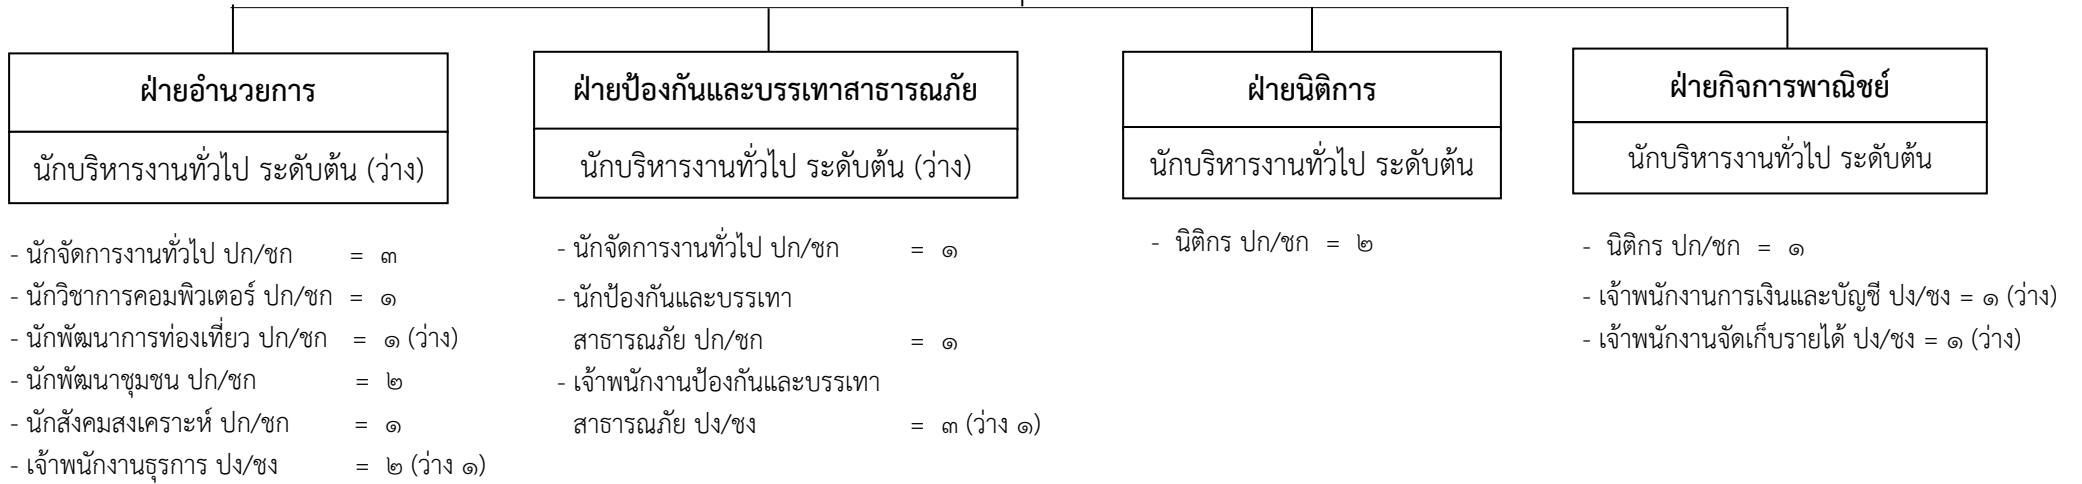 ฝ่ายอำนวยการ
นักบริหารงานทั่วไป ระดับต้น (ว่าง)
- นักจัดการงานทั่วไป ปก/ชก = ๓
- นักวิชาการคอมพิวเตอร์ ปก/ชก = ๑
- นักพัฒนาการท่องเที่ยว ปก/ชก = ๑ (ว่าง)
- นักพัฒนาชุมชน ปก/ชก = ๒
- นักสังคมสงเคราะห์ ปก/ชก = ๑
- เจ้าพนักงานธุรการ ปง/ชง = ๒ (ว่าง ๑)
ฝ่ายป้องกันและบรรเทาสาธารณภัย
นักบริหารงานทั่วไป ระดับต้น (ว่าง)
- นักจัดการงานทั่วไป ปก/ชก = ๑
- นักป้องกันและบรรเทา
สาธารณภัย ปก/ชก = ๑
- เจ้าพนักงานป้องกันและบรรเทา
สาธารณภัย ปง/ชง = ๓ (ว่าง ๑)
ฝ่ายนิติการ
นักบริหารงานทั่วไป ระดับต้น
- นิติกร ปก/ชก = ๒
ฝ่ายกิจการพาณิชย์
นักบริหารงานทั่วไป ระดับต้น
- นิติกร ปก/ชก = ๑
- เจ้าพนักงานการเงินและบัญชี ปง/ชง = ๑ (ว่าง)
- เจ้าพนักงานจัดเก็บรายได้ ปง/ชง = ๑ (ว่าง)